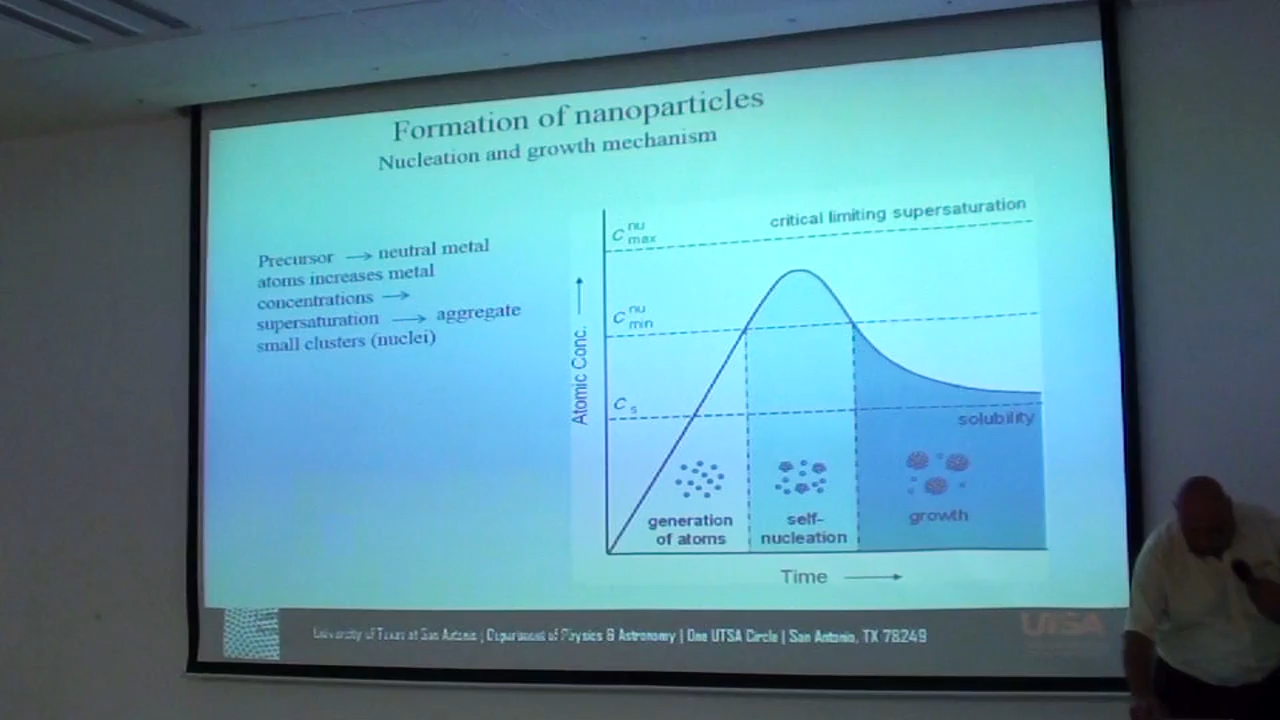 Formation of nanoparticles
Nucleation and growth mechanism
Precursor → neutral metal
atoms increases metal
concentrations →
supersaturation → aggregate
small clusters (nuclei)
C nu max
critical limiting supersaturation
C nu min
C s
solubility
Atomic Conc. →
generation
of atoms
self-
nucleation
growth
Time →
University of Texas at San Antonio | Department of Physics & Astronomy | One UTSA Circle | San Antonio, TX 78249
UTSA